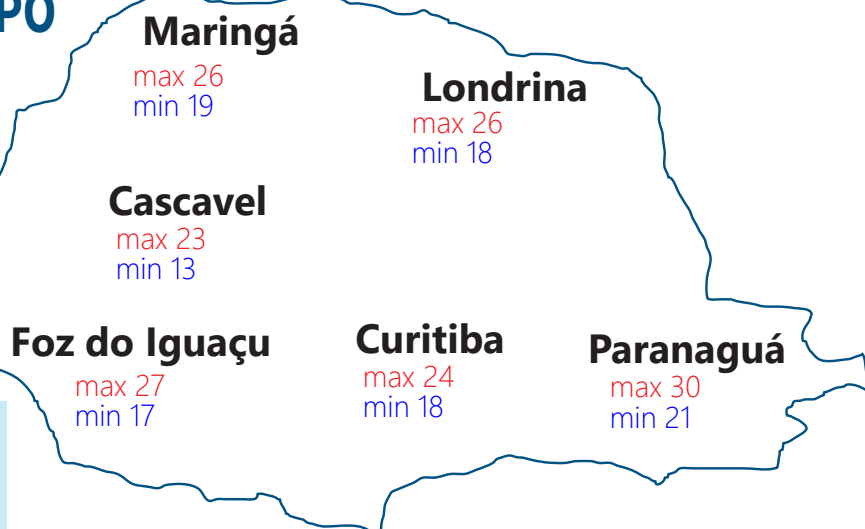 PO
Maringá
max 26
min 19
Londrina
max 26
min 18
Cascavel
max 23
min 13
Foz do Iguaçu
max 27
min 17
Curitiba
max 24
min 18
Paranaguá
max 30
min 21